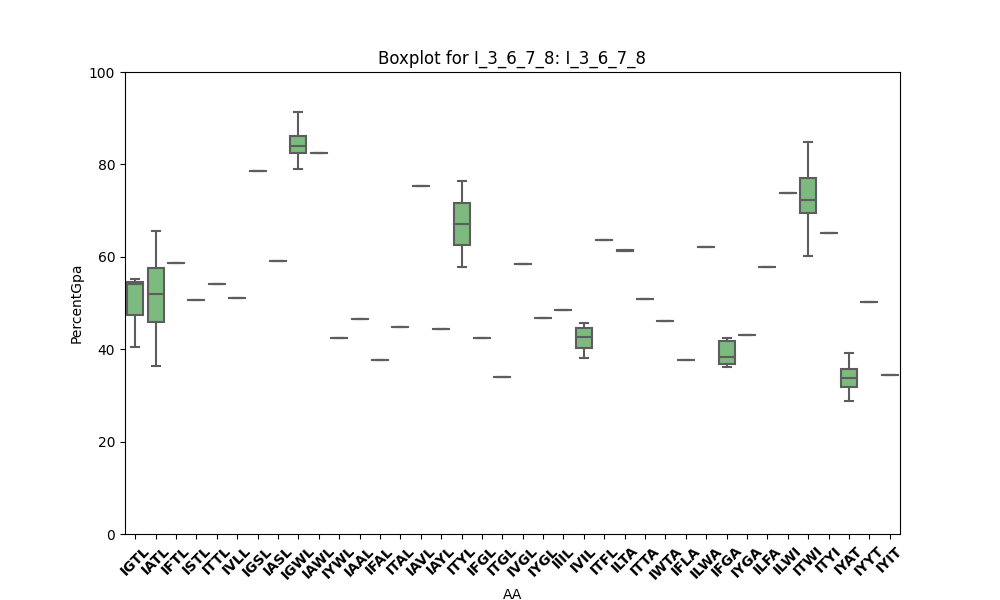 Boxplot for I_3_6_7_8: I_3_6_7_8
PercentGpa
100
80
60
40
20
0
IGTL IATL IFTL ISTL ITTL IVLL IGSL IASL IGWL IAWL IYWL IAAL IFAL ITAL IAVL IAYL ITYL IFGL ITGL IVGL IYGL IIIL IVIL ITFL ILTA ITTA IWTA IFLA ILWA IFGA IYGA ILFA ILWI ITWI ITYI IYAT IYYT IYIT
AA